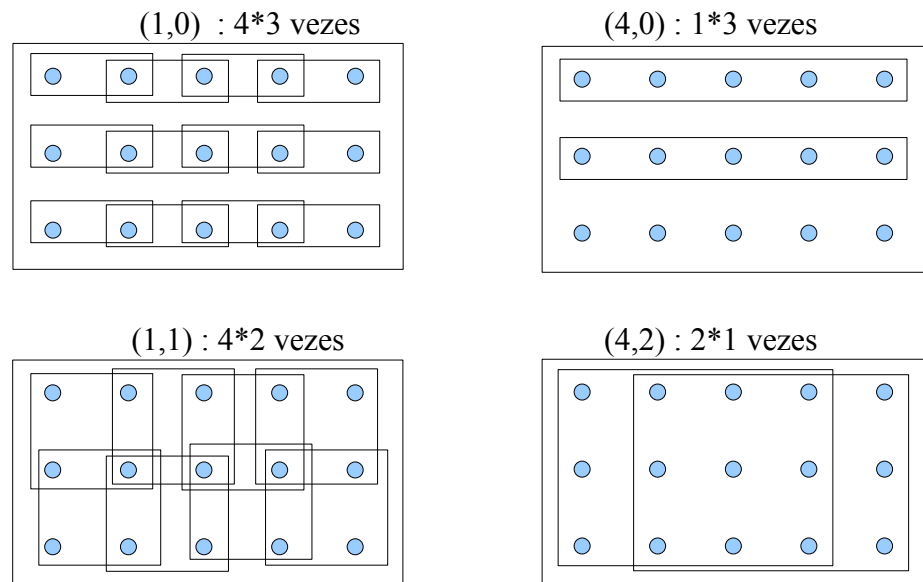 (1,0) : 4*3 vezes
(4,0) : 1*3 vezes
(1,1) : 4*2 vezes
(4,2) : 2*1 vezes